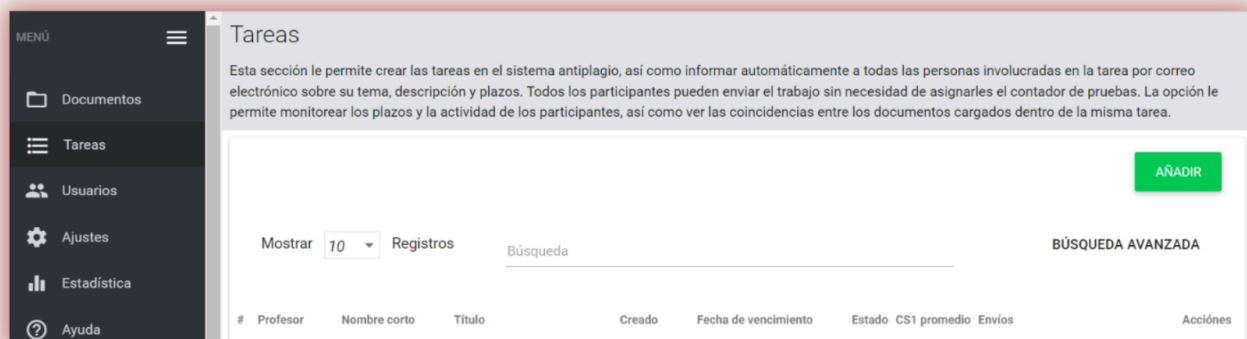 MENÚ
Documentos
Tareas
Usuarios
Ajustes
Estadística
Ayuda
Tareas
Esta sección le permite crear las tareas en el sistema antiplagio, así como informar automáticamente a todas las personas involucradas en la tarea por correo
electrónico sobre su tema, descripción y plazos. Todos los participantes pueden enviar el trabajo sin necesidad de asignarles el contador de pruebas. La opción le
permite monitorear los plazos y la actividad de los participantes, así como ver las coincidencias entre los documentos cargados dentro de la misma tarea.
AÑADIR
Mostrar 10 Registros Búsqueda BÚSQUEDA AVANZADA
# Profesor Nombre corto Título Creado Fecha de vencimiento Estado CS1 promedio Envíos Acciónes